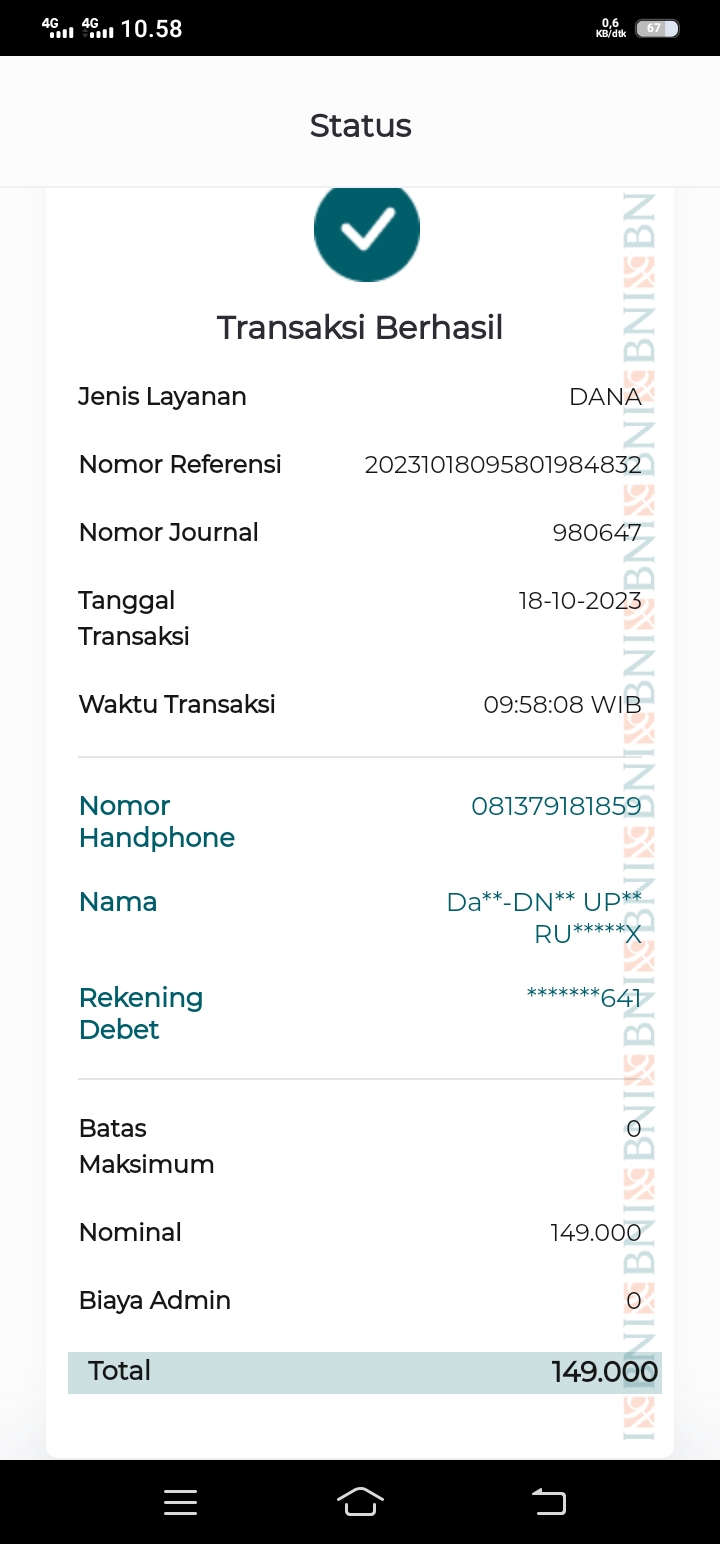 4G 4G 10.58 0,6 KB/dtk 67
Status
Transaksi Berhasil
Jenis Layanan DANA
Nomor Referensi 20231018095801984832
Nomor Journal 980647
Tanggal 18-10-2023
Transaksi
Waktu Transaksi 09:58:08 WIB
Nomor 081379181859
Handphone
Nama Da**-DN** UP**
RU*****X
Rekening *******641
Debet
Batas 0
Maksimum
Nominal 149.000
Biaya Admin 0
Total 149.000
BNI BNI BNI BNI BNI BNI BNI BNI BNI BNI BN